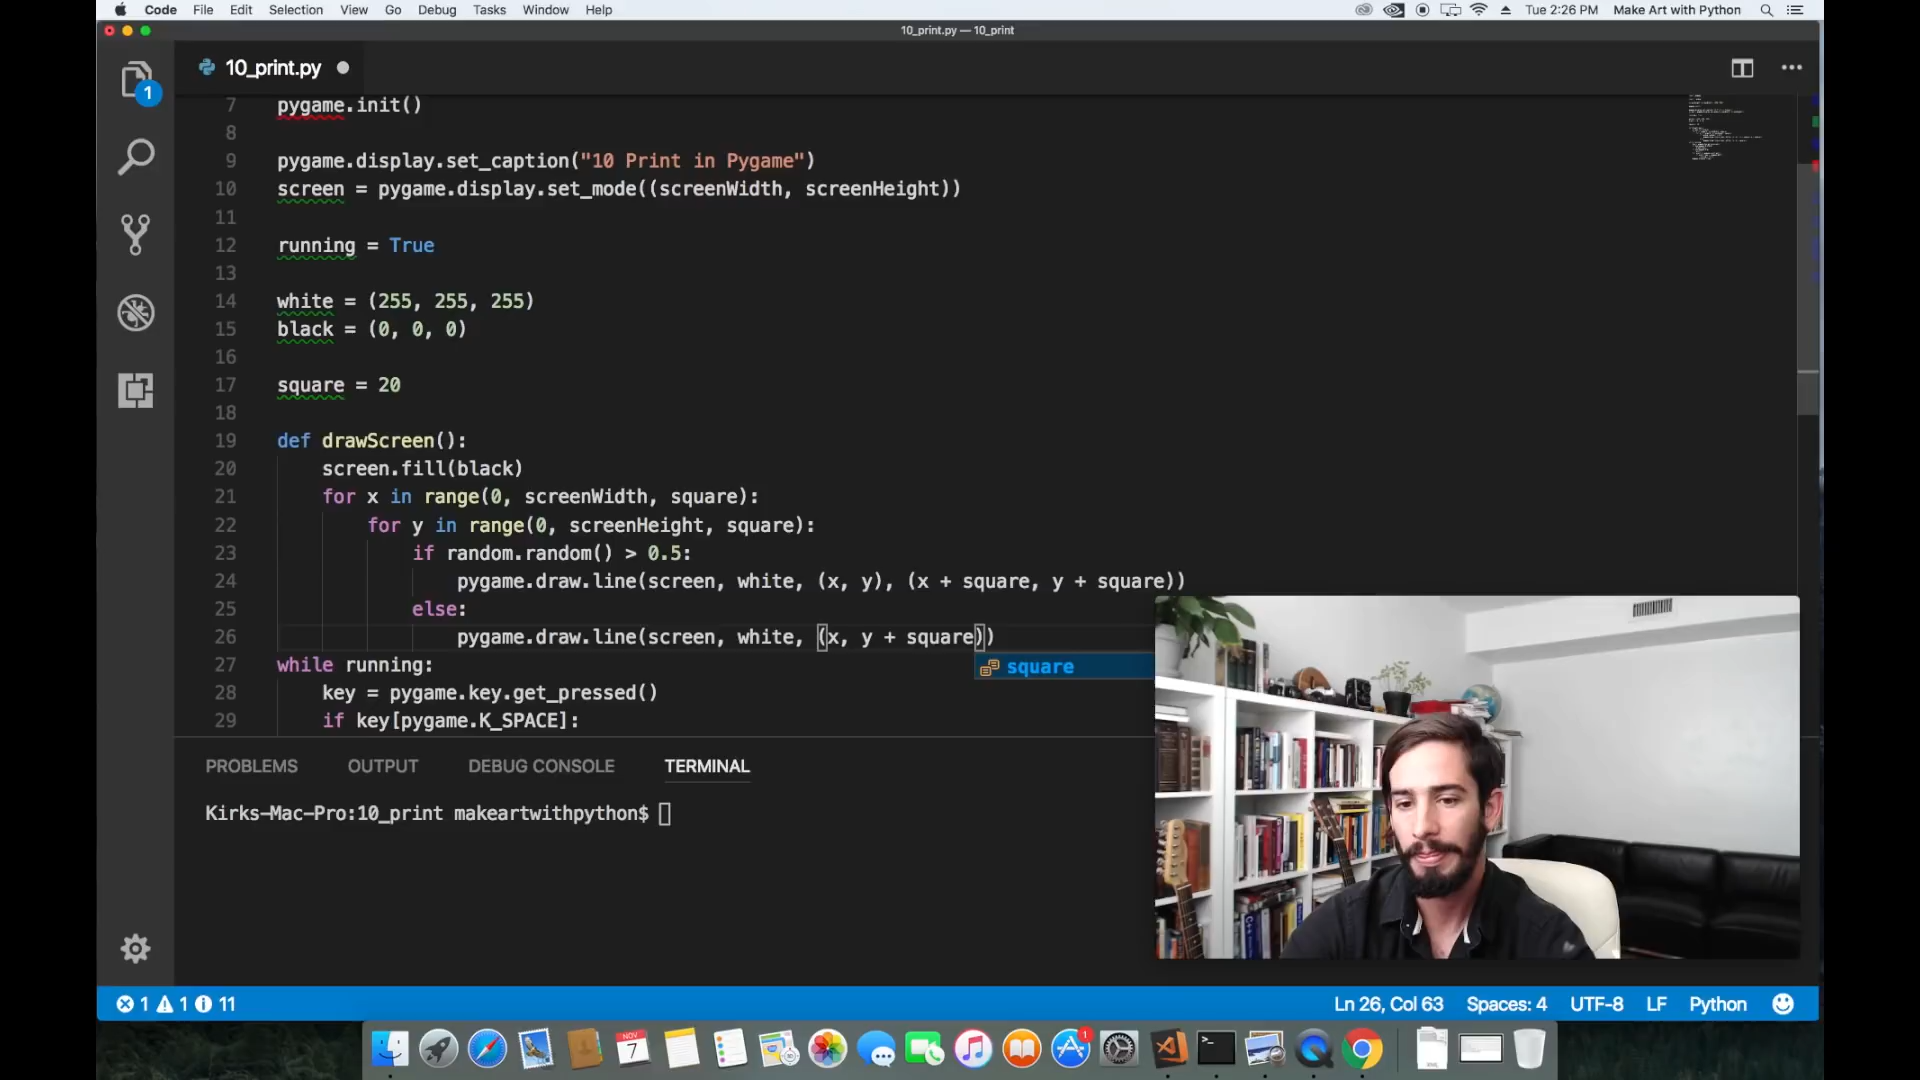 Code File Edit Selection View Go Debug Tasks Window Help Tue 2:26 PM Make Art with Python
10_print.py — 10_print
10_print.py
1
7 pygame.init()
8
9 pygame.display.set_caption("10 Print in Pygame")
10 screen = pygame.display.set_mode((screenWidth, screenHeight))
11
12 running = True
13
14 white = (255, 255, 255)
15 black = (0, 0, 0)
16
17 square = 20
18
19 def drawScreen():
20 screen.fill(black)
21 for x in range(0, screenWidth, square):
22 for y in range(0, screenHeight, square):
23 if random.random() > 0.5:
24 pygame.draw.line(screen, white, (x, y), (x + square, y + square))
25 else:
26 pygame.draw.line(screen, white, (x, y + square))
27 while running:
square
28 key = pygame.key.get_pressed()
29 if key[pygame.K_SPACE]:
PROBLEMS OUTPUT DEBUG CONSOLE TERMINAL
Kirks-Mac-Pro:10_print makeartwithpython$
1 1 11 Ln 26, Col 63 Spaces: 4 UTF-8 LF Python
NOV
7
1